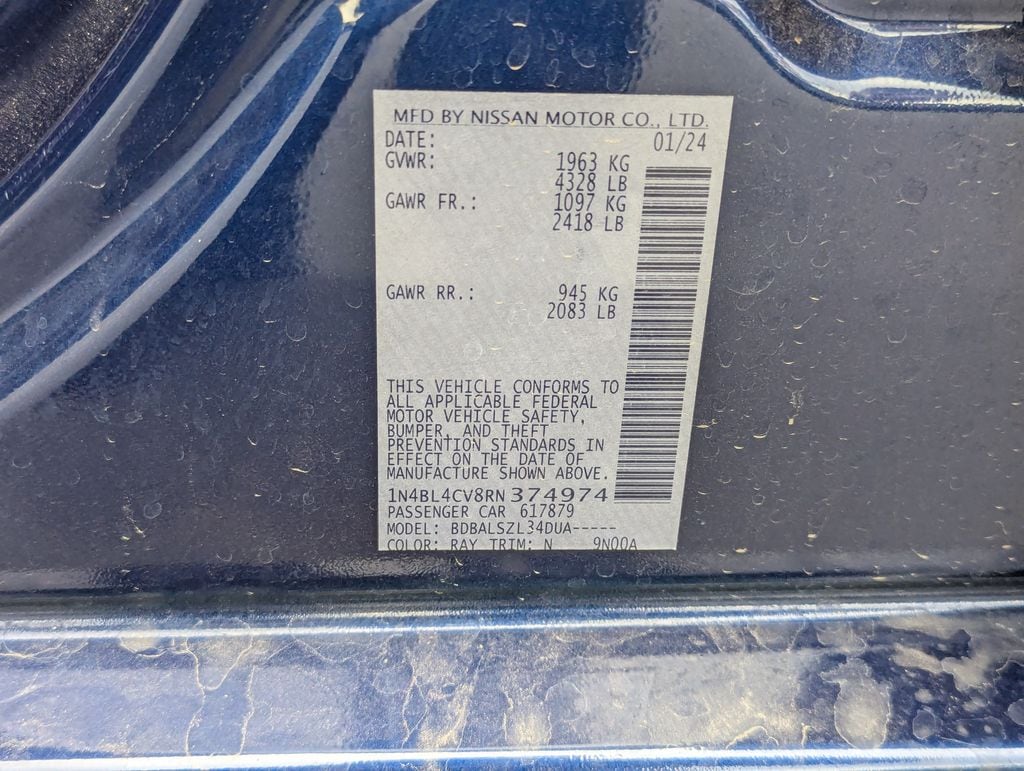 MFD BY NISSAN MOTOR CO., LTD.
DATE: 01/24
GVWR: 1963 KG
4328 LB
GAWR FR.: 1097 KG
2418 LB
GAWR RR.: 945 KG
2083 LB
THIS VEHICLE CONFORMS TO
ALL APPLICABLE FEDERAL
MOTOR VEHICLE SAFETY,
BUMPER, AND THEFT
PREVENTION STANDARDS IN
EFFECT ON THE DATE OF
MANUFACTURE SHOWN ABOVE.
1N4BL4CV8RN 374974
PASSENGER CAR 617879
MODEL: BDBALSZL34DUA-----
COLOR: RAY TRIM: N 9N00A